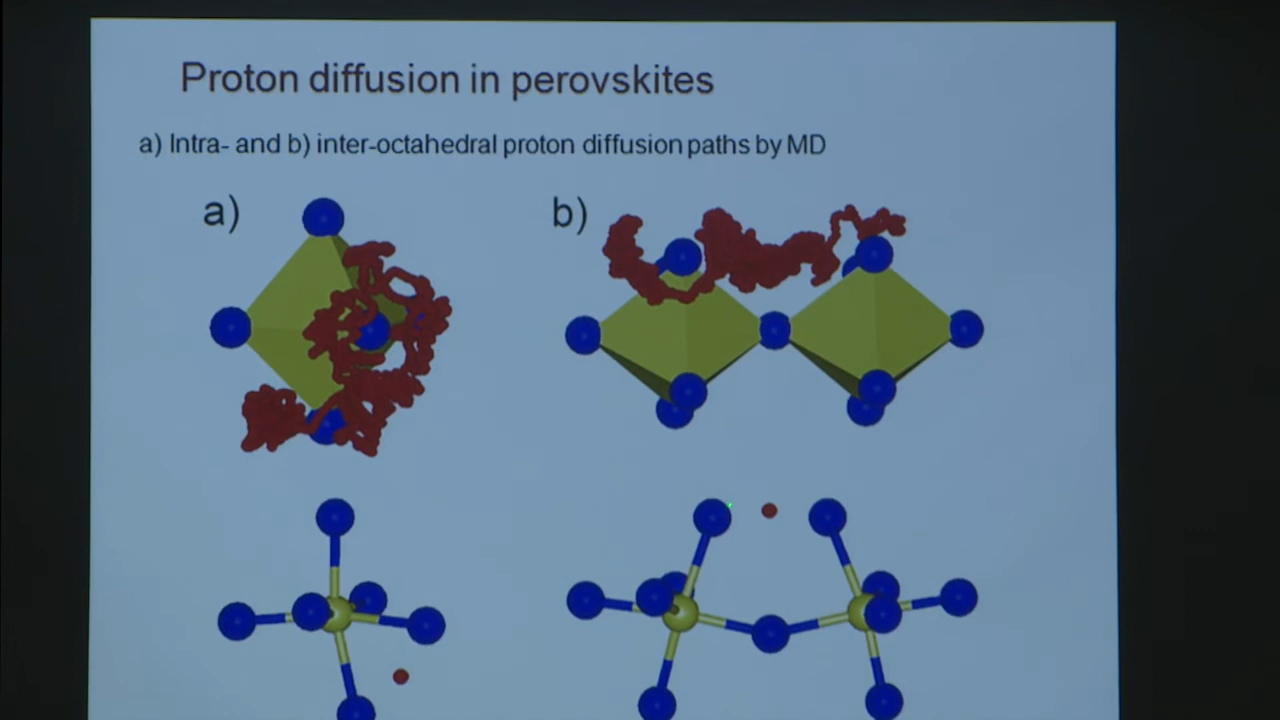 Proton diffusion in perovskites
a) Intra- and b) inter-octahedral proton diffusion paths by MD
a)
b)